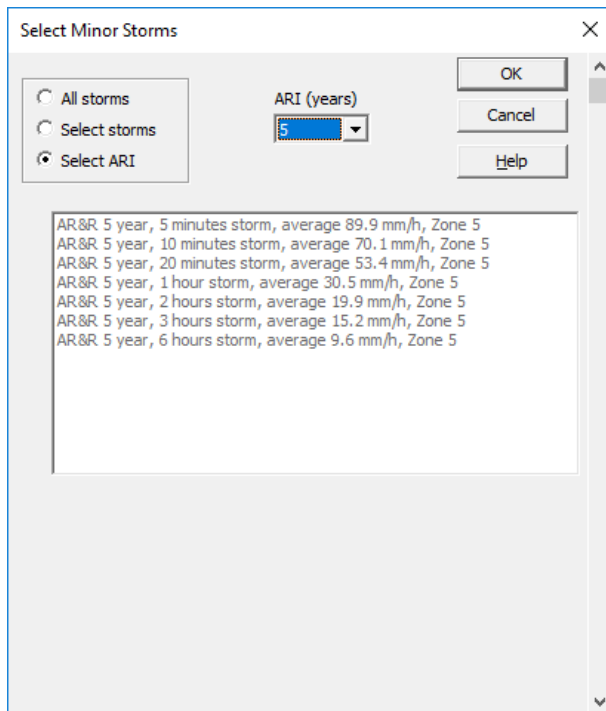 Select Minor Storms
All storms
Select storms
Select ARI
ARI (years)
5
OK
Cancel
Help
AR&R 5 year, 5 minutes storm, average 89.9 mm/h, Zone 5
AR&R 5 year, 10 minutes storm, average 70.1 mm/h, Zone 5
AR&R 5 year, 20 minutes storm, average 53.4 mm/h, Zone 5
AR&R 5 year, 1 hour storm, average 30.5 mm/h, Zone 5
AR&R 5 year, 2 hours storm, average 19.9 mm/h, Zone 5
AR&R 5 year, 3 hours storm, average 15.2 mm/h, Zone 5
AR&R 5 year, 6 hours storm, average 9.6 mm/h, Zone 5